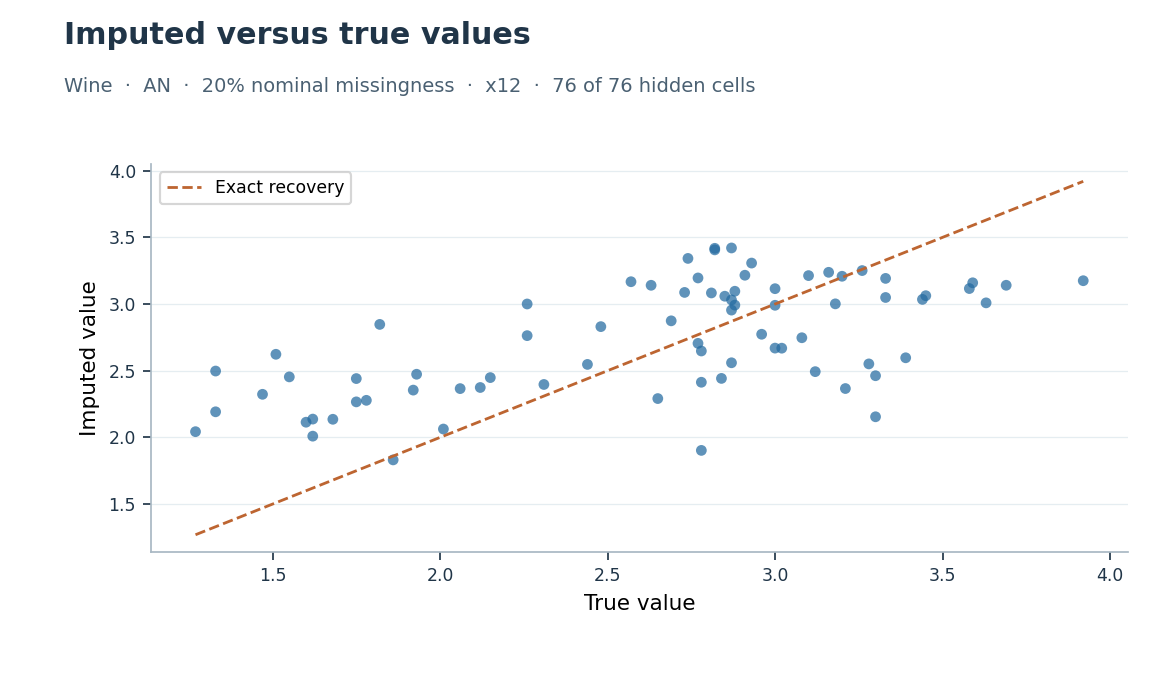 Imputed versus true values
Wine · AN · 20% nominal missingness · x12 · 76 of 76 hidden cells
4.0
Exact recovery
3.5
3.0
2.5
2.0
1.5
Imputed value
1.5 2.0 2.5 3.0 3.5 4.0
True value